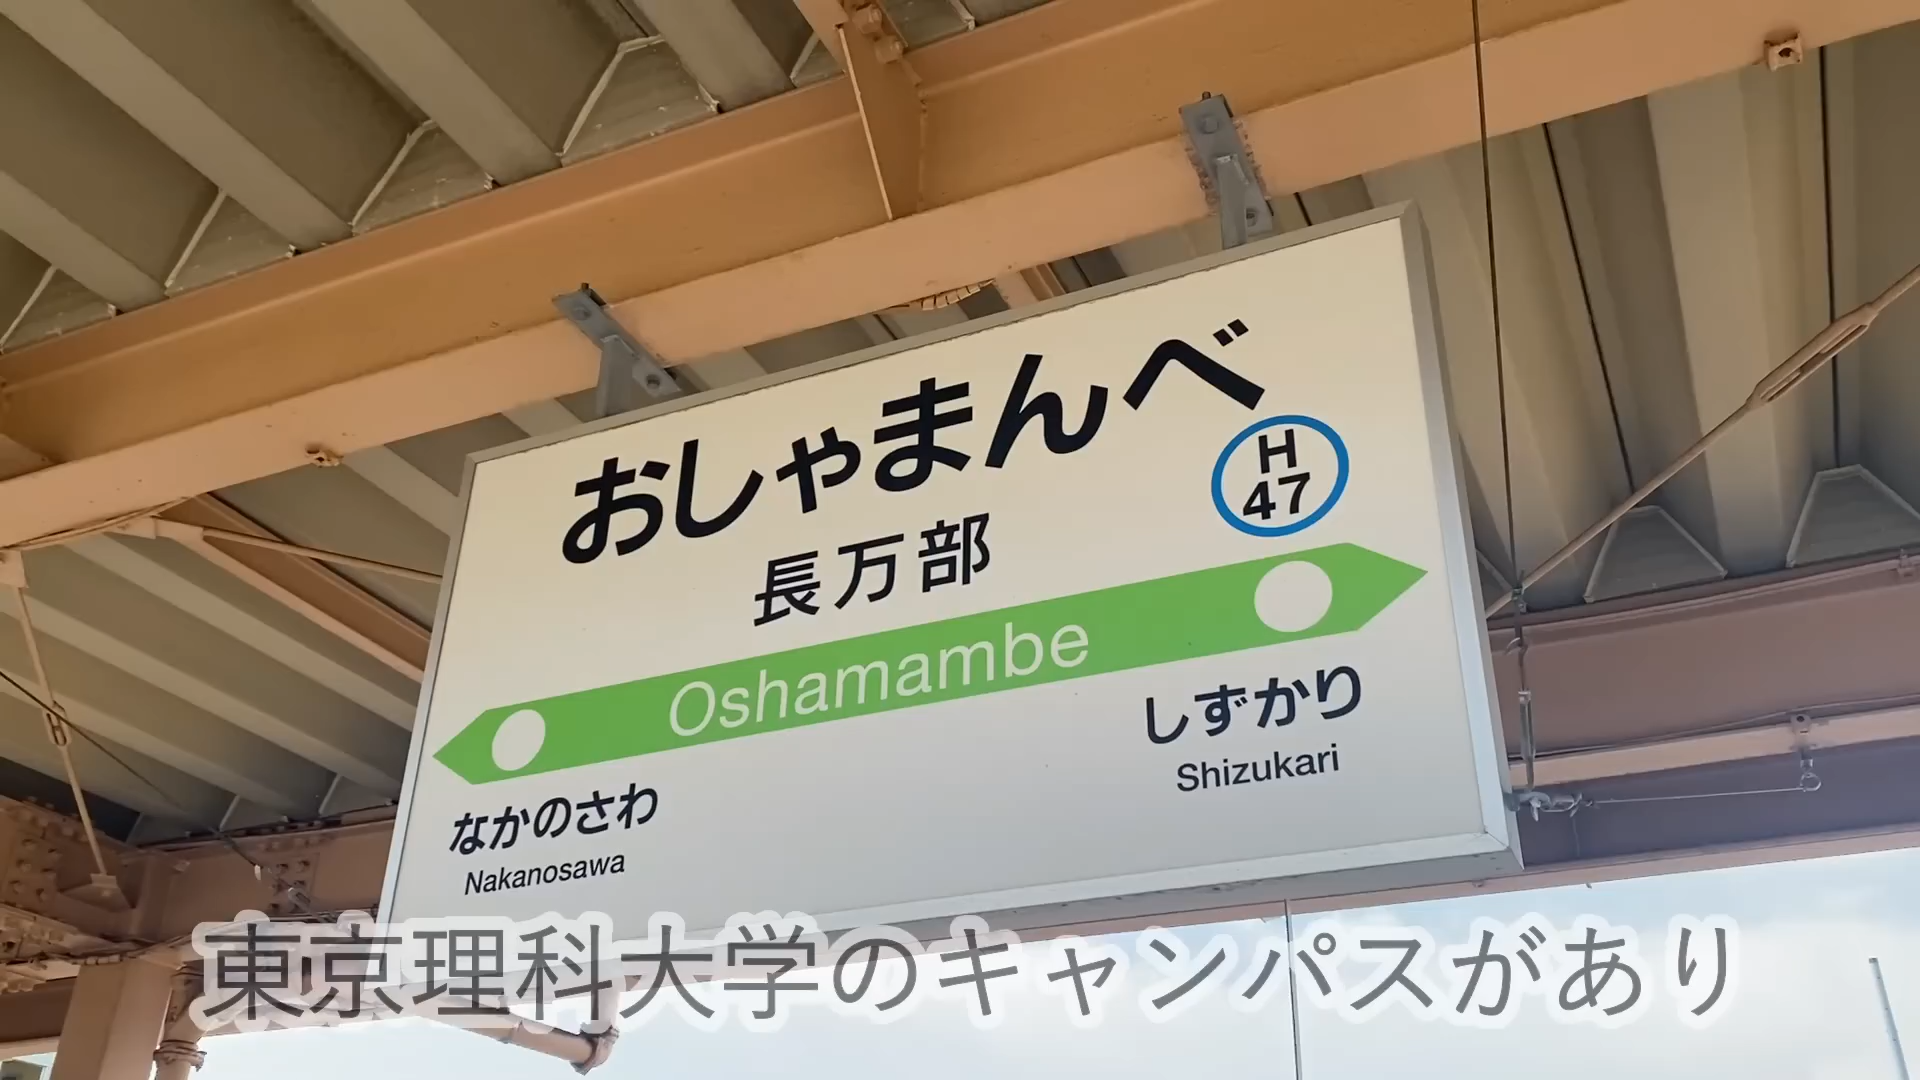 おしゃまんべ
H
47
長万部
Oshamambe
しずかり
Shizukari
なかのさわ
Nakanosawa
東京理科大学のキャンパスがあり